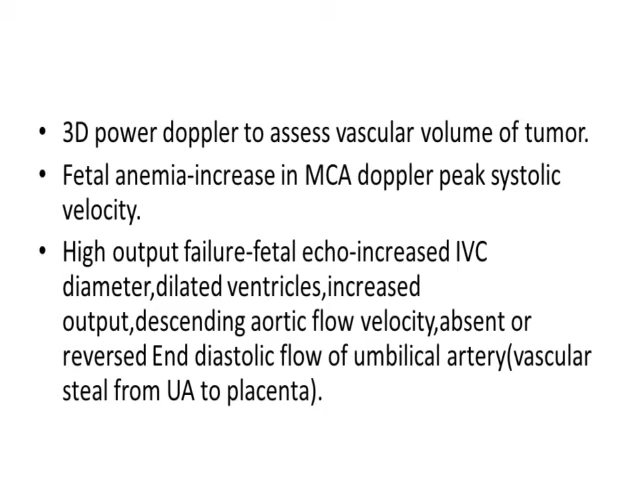 • 3D power doppler to assess vascular volume of tumor.
• Fetal anemia-increase in MCA doppler peak systolic
velocity.
• High output failure-fetal echo-increased IVC
diameter,dilated ventricles,increased
output,descending aortic flow velocity,absent or
reversed End diastolic flow of umbilical artery(vascular
steal from UA to placenta).